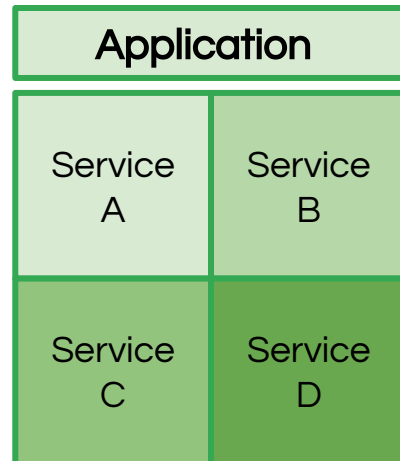 Application
Service
A
Service
B
Service
C
Service
D